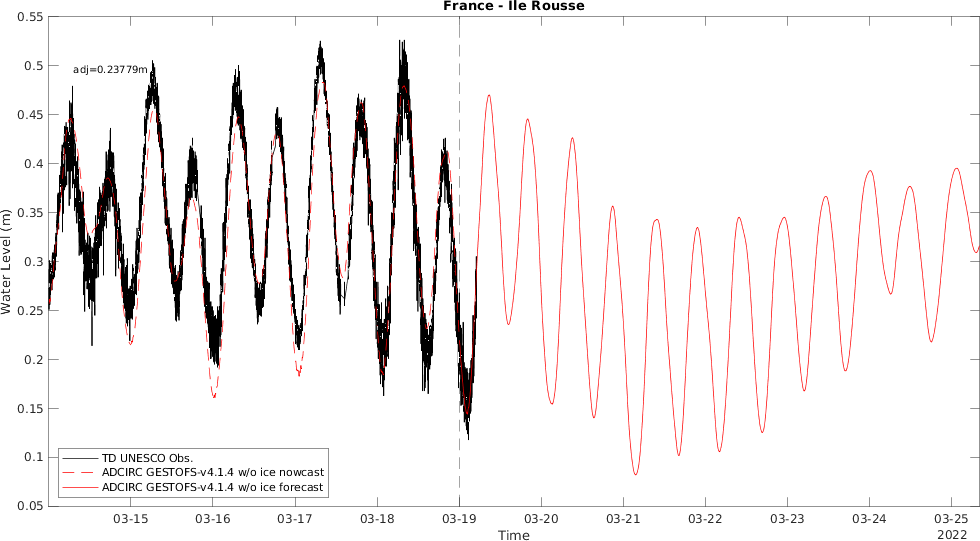 France - Ile Rousse
adj=0.23779m
Water Level (m)
0.55
0.5
0.45
0.4
0.35
0.3
0.25
0.2
0.15
0.1
0.05
TD UNESCO Obs.
ADCIRC GESTOFS-v4.1.4 w/o ice nowcast
ADCIRC GESTOFS-v4.1.4 w/o ice forecast
03-15 03-16 03-17 03-18 03-19 03-20 03-21 03-22 03-23 03-24 03-25
2022
Time